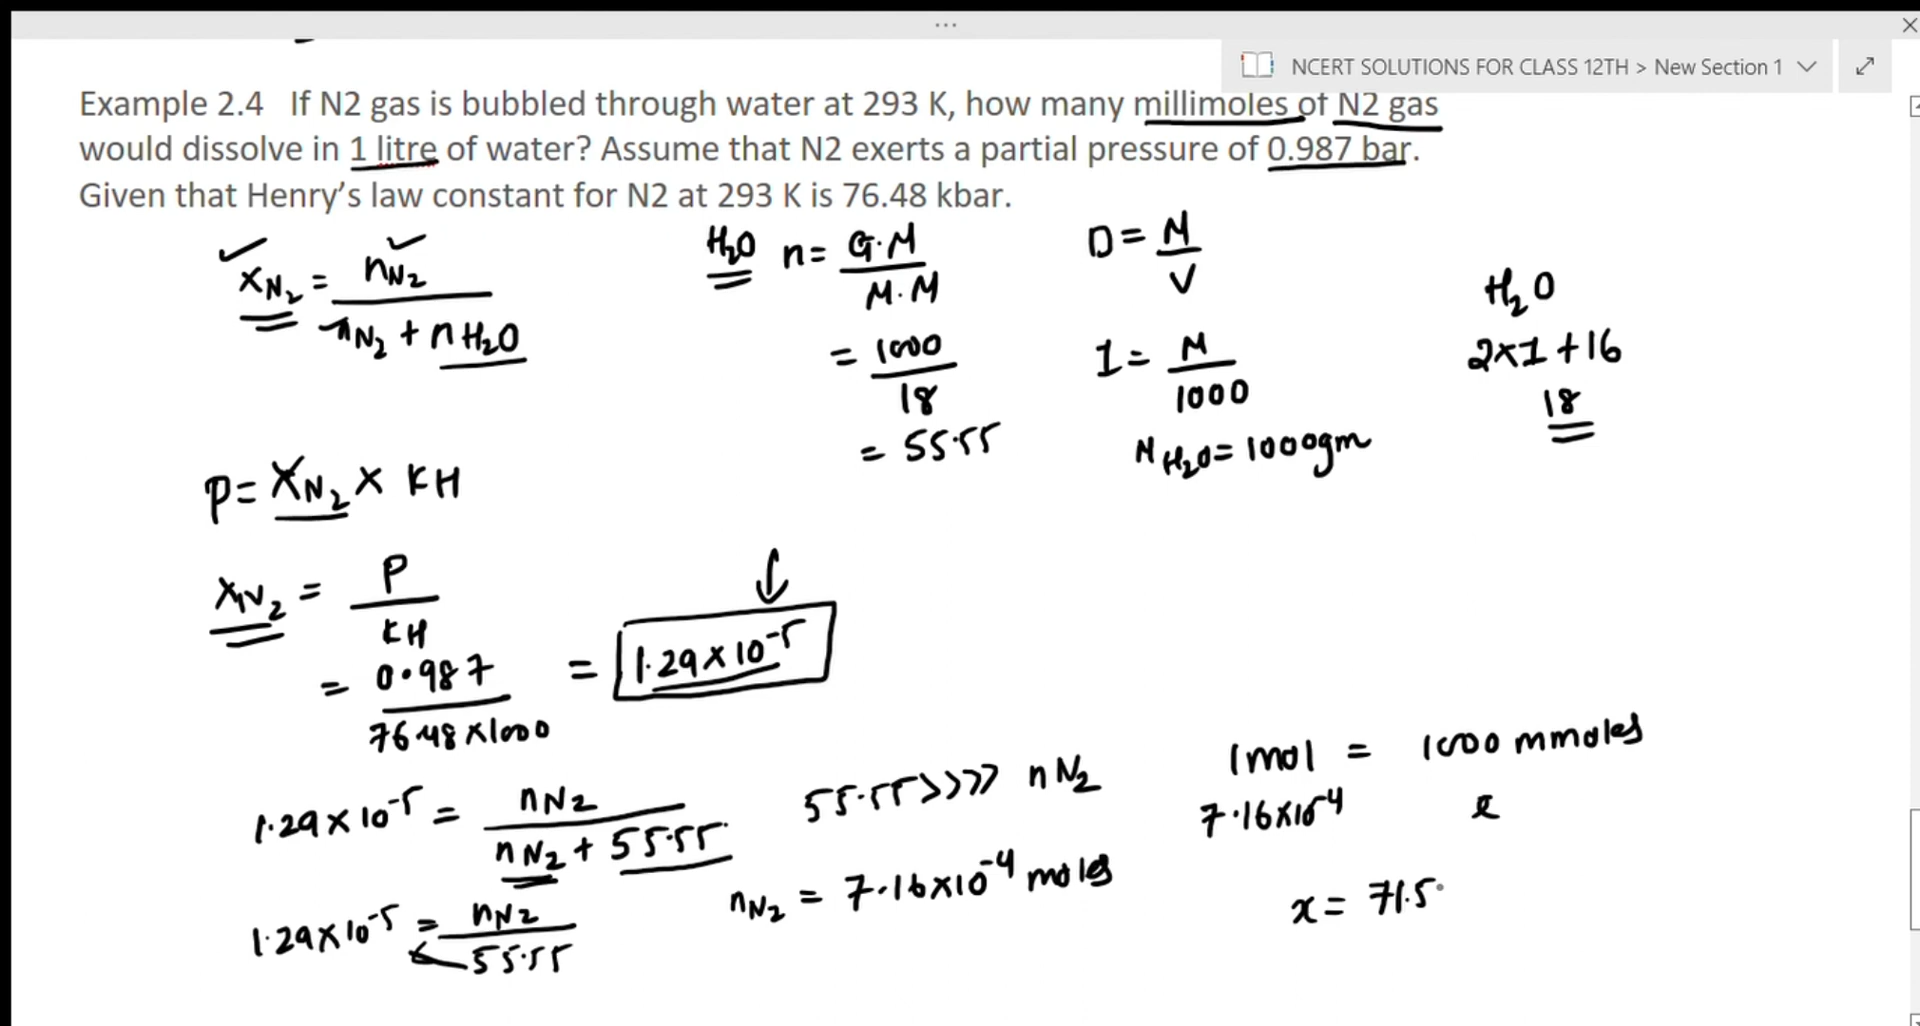 NCERT SOLUTIONS FOR CLASS 12TH > New Section 1
Example 2.4 If N2 gas is bubbled through water at 293 K, how many millimoles of N2 gas
would dissolve in 1 litre of water? Assume that N2 exerts a partial pressure of 0.987 bar.
Given that Henry's law constant for N2 at 293 K is 76.48 kbar.
xN2 = nN2 / nN2 + nH2O
H2O n = G.M / M.M
= 1000 / 18
= 55.55
D = M / V
1 = M / 1000
MH2O = 1000gm
H2O
2×1+16
18
P = XN2 × KH
XN2 = P / KH
= 0.987 / 76.48×1000 = 1.29×10⁻⁵
1.29×10⁻⁵ = nN2 / nN2 + 55.55
55.55 >>>> nN2
1.29×10⁻⁵ = nN2 / 55.55
nN2 = 7.16×10⁻⁴ moles
1mol = 1000 mmoles
7.16×10⁻⁴
x = 71.5